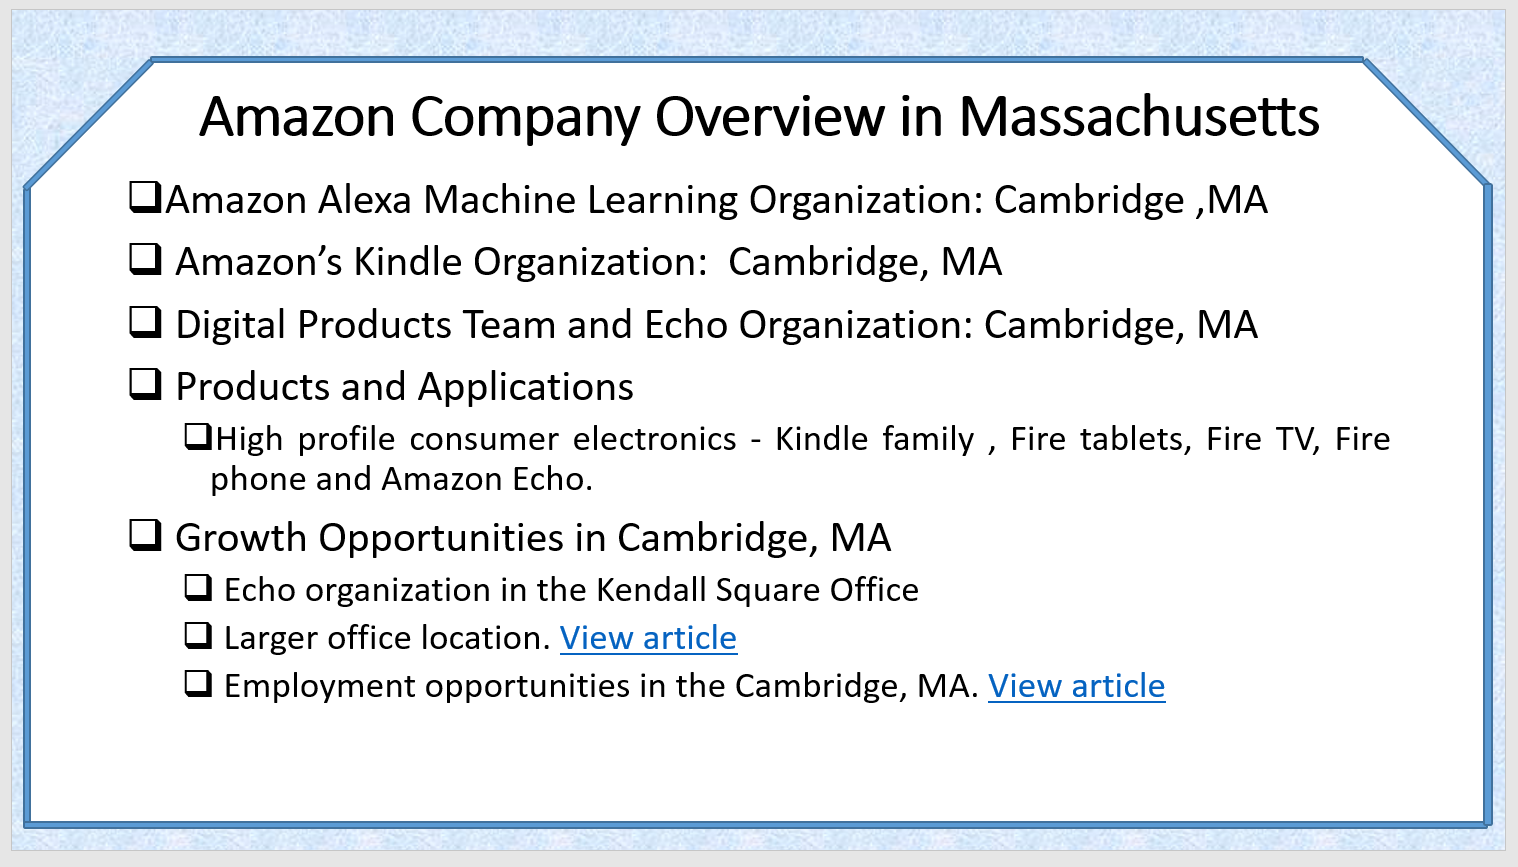 Amazon Company Overview in Massachusetts
Amazon Alexa Machine Learning Organization: Cambridge ,MA
Amazon’s Kindle Organization:  Cambridge, MA
Digital Products Team and Echo Organization: Cambridge, MA
Products and Applications
High profile consumer electronics - Kindle family , Fire tablets, Fire TV, Fire
phone and Amazon Echo.
Growth Opportunities in Cambridge, MA
Echo organization in the Kendall Square Office
Larger office location. View article
Employment opportunities in the Cambridge, MA. View article